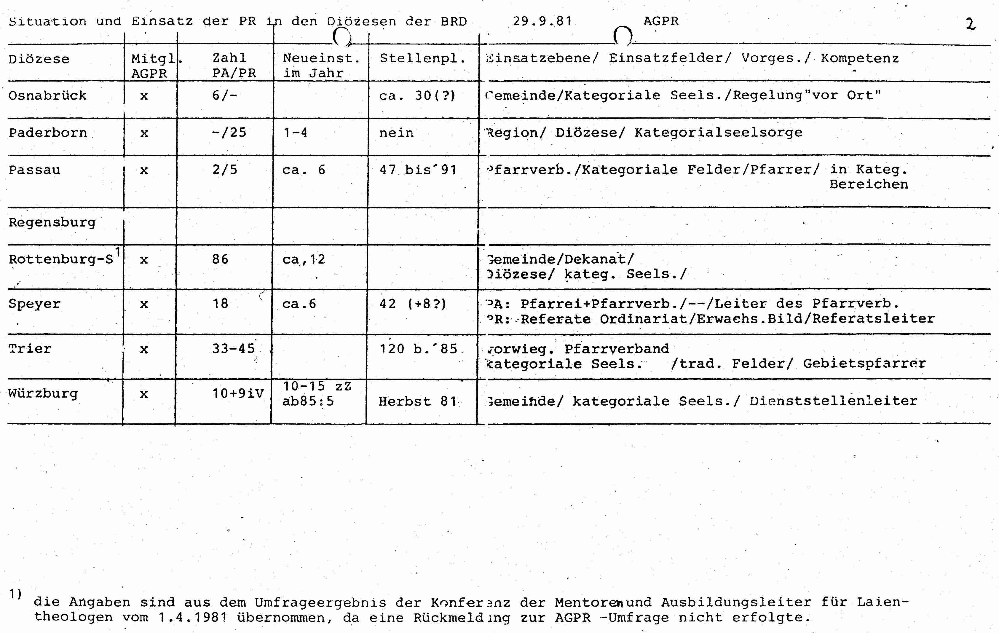 Situation und Einsatz der PR in den Diözesen der BRD 29.9.81 AGPR 2
Diözese Mitgl. Zahl Neueinst. Stellenpl. Einsatzebene/ Einsatzfelder/ Vorges./ Kompetenz
AGPR PA/PR im Jahr
Osnabrück x 6/- ca. 30(?) Gemeinde/Kategoriale Seels./Regelung"vor Ort"
Paderborn x -/25 1-4 nein Region/ Diözese/ Kategorialseelsorge
Passau x 2/5 ca. 6 47 bis´91 Pfarrverb./Kategoriale Felder/Pfarrer/ in Kateg.
Bereichen
Regensburg
Rottenburg-S1 x 86 ca,12 Gemeinde/Dekanat/
Diözese/ kateg. Seels./
Speyer x 18 ca.6 42 (+8?) PA: Pfarrei+Pfarrverb./--/Leiter des Pfarrverb.
PR: Referate Ordinariat/Erwachs.Bild/Referatsleiter
Trier x 33-45 120 b.´85 vorwieg. Pfarrverband
kategoriale Seels. /trad. Felder/ Gebietspfarrer
10-15 zZ
Würzburg x 10+9iV ab85:5 Herbst 81 Gemeinde/ kategoriale Seels./ Dienststellenleiter
1) die Angaben sind aus dem Umfrageergebnis der Konferenz der Mentoren und Ausbildungsleiter für Laien-
theologen vom 1.4.1981 übernommen, da eine Rückmeldung zur AGPR -Umfrage nicht erfolgte.